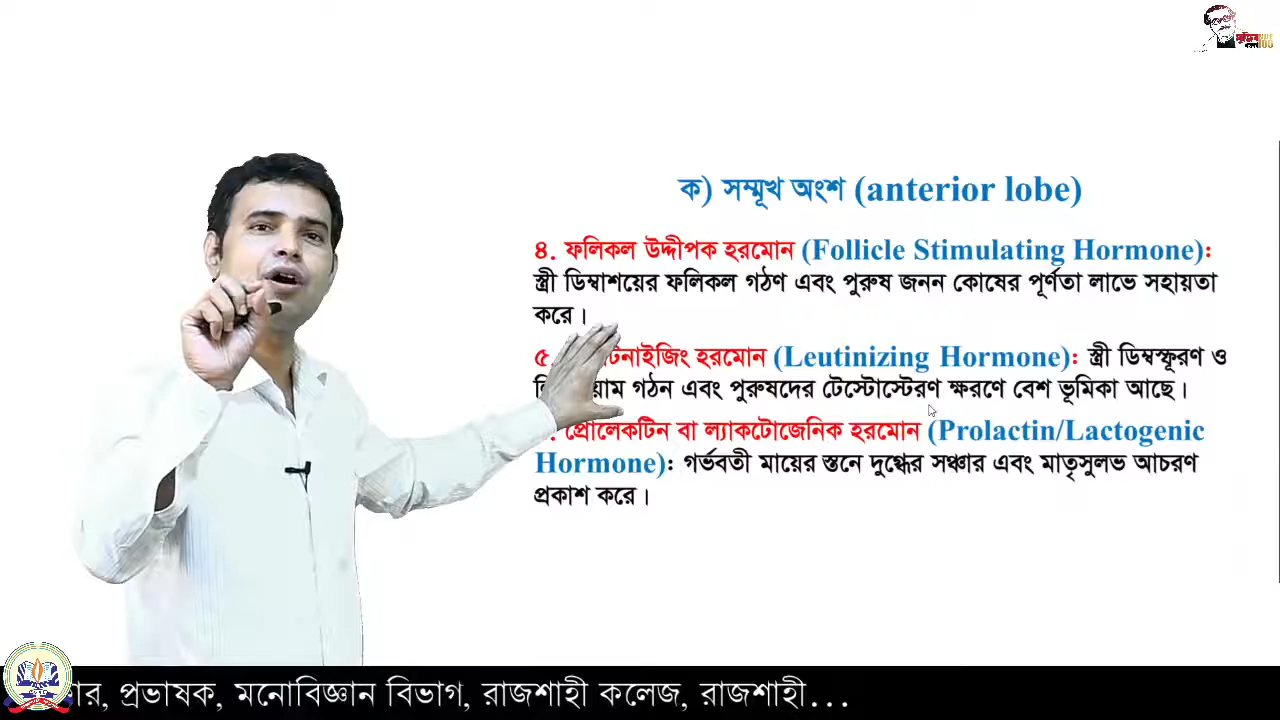 ক) সম্মূখ অংশ (anterior lobe)
৪. ফলিকল উদ্দীপক হরমোন (Follicle Stimulating Hormone):
স্ত্রী ডিম্বাশয়ের ফলিকল গঠণ এবং পুরুষ জনন কোষের পূর্ণতা লাভে সহায়তা
করে।
৫. হরমোন (Leutinizing Hormone): স্ত্রী ডিম্বস্ফূরণ ও
গঠন এবং পুরুষদের টেস্টোস্টেরণ ক্ষরণে বেশ ভূমিকা আছে।
প্রোলেকটিন বা ল্যাকটোজেনিক হরমোন (Prolactin/Lactogenic
Hormone): গর্ভবতী মায়ের স্তনে দুগ্ধের সঞ্চার এবং মাতৃসুলভ আচরণ
প্রকাশ করে।
প্রভাষক, মনোবিজ্ঞান বিভাগ, রাজশাহী কলেজ, রাজশাহী...